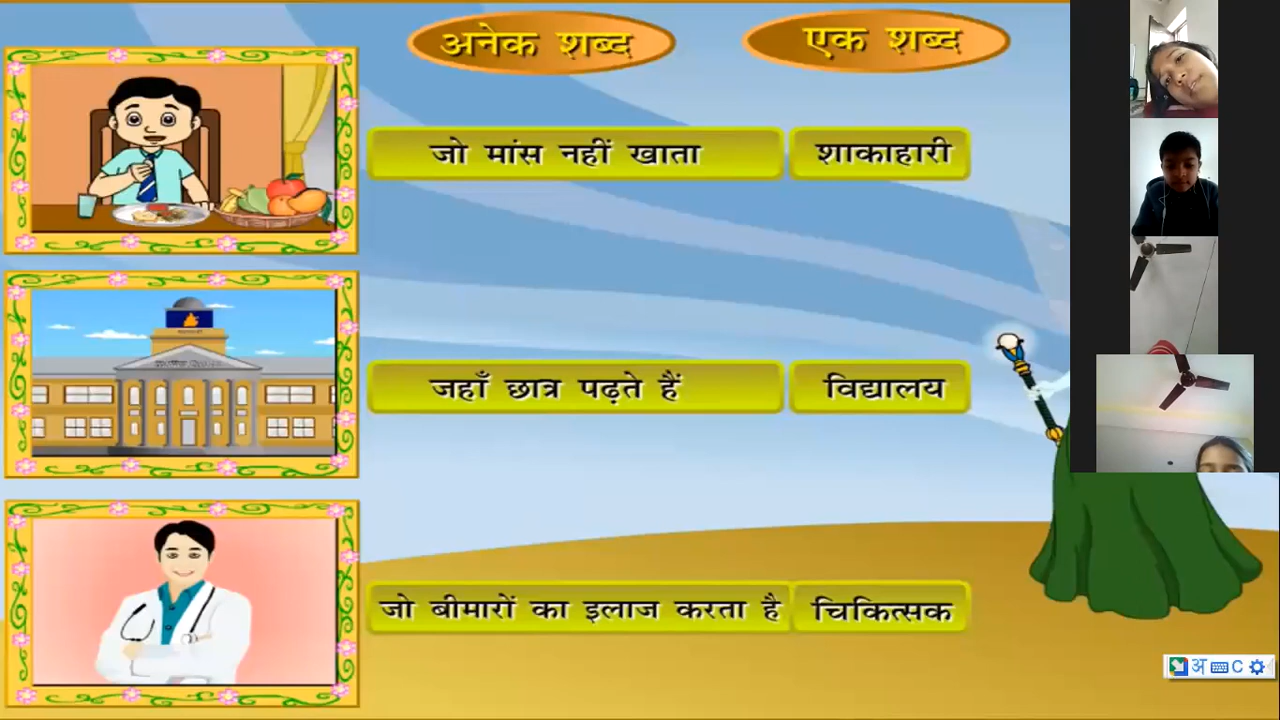 अनेक शब्द एक शब्द
जो मांस नहीं खाता शाकाहारी
जहाँ छात्र पढ़ते हैं विद्यालय
जो बीमारों का इलाज करता है चिकित्सक
अ C